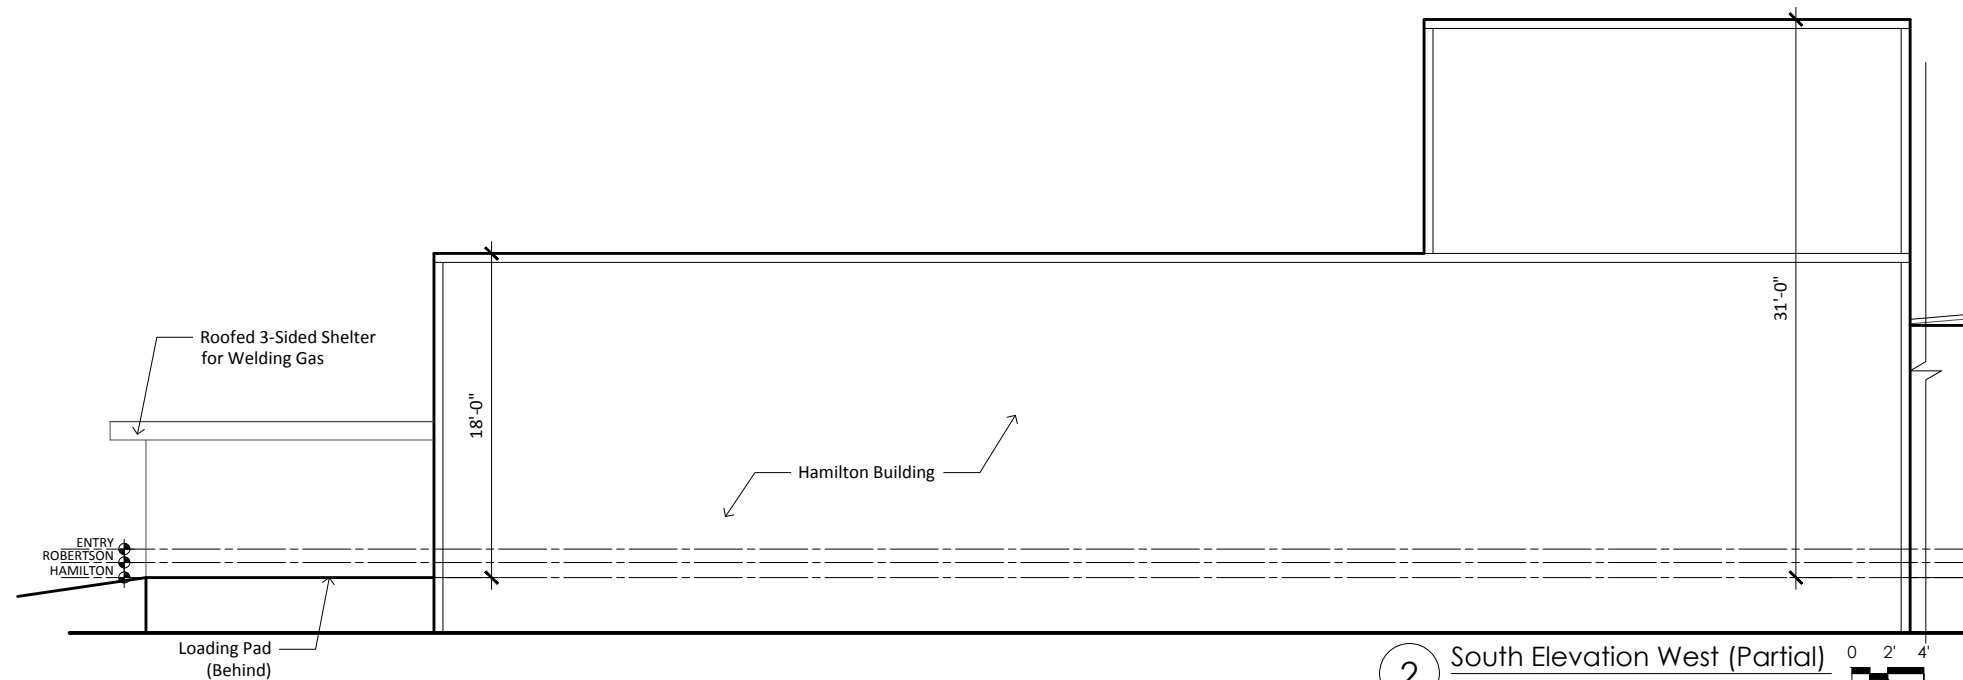 31'-0"
Roofed 3-Sided Shelter
for Welding Gas
18'-0"
Hamilton Building
ENTRY
ROBERTSON
HAMILTON
Loading Pad
(Behind)
2
South Elevation West (Partial)
0 2' 4'